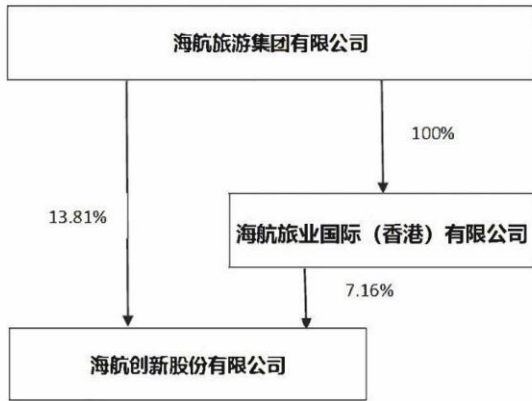 海航旅游集团有限公司
100%
13.81%
海航旅业国际（香港）有限公司
7.16%
海航创新股份有限公司